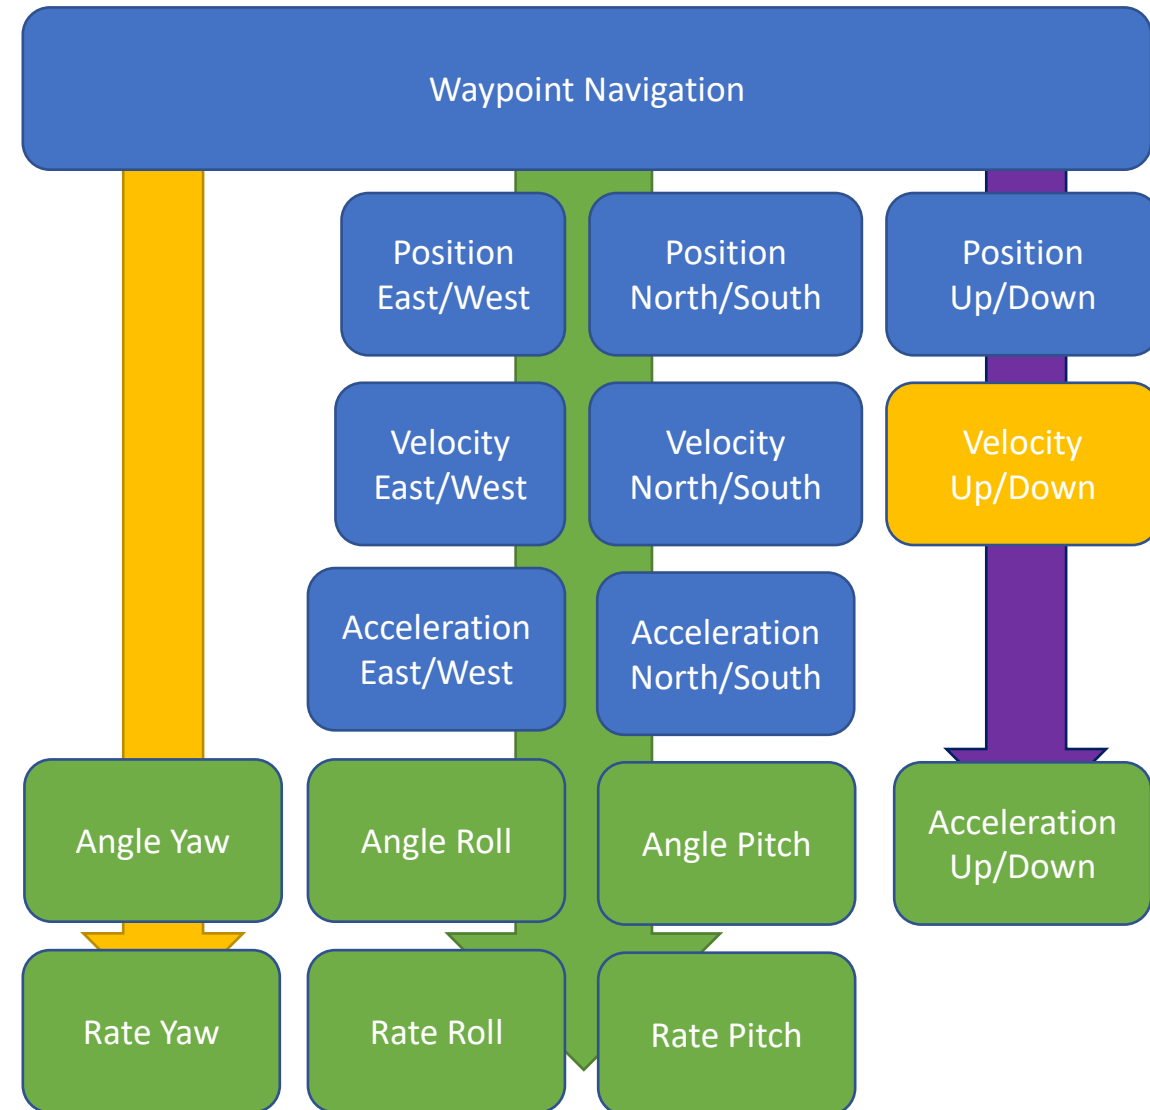 Waypoint Navigation
Position
East/West
Position
North/South
Position
Up/Down
Velocity
East/West
Velocity
North/South
Velocity
Up/Down
Acceleration
East/West
Acceleration
North/South
Angle Yaw
Angle Roll
Angle Pitch
Acceleration
Up/Down
Rate Yaw
Rate Roll
Rate Pitch